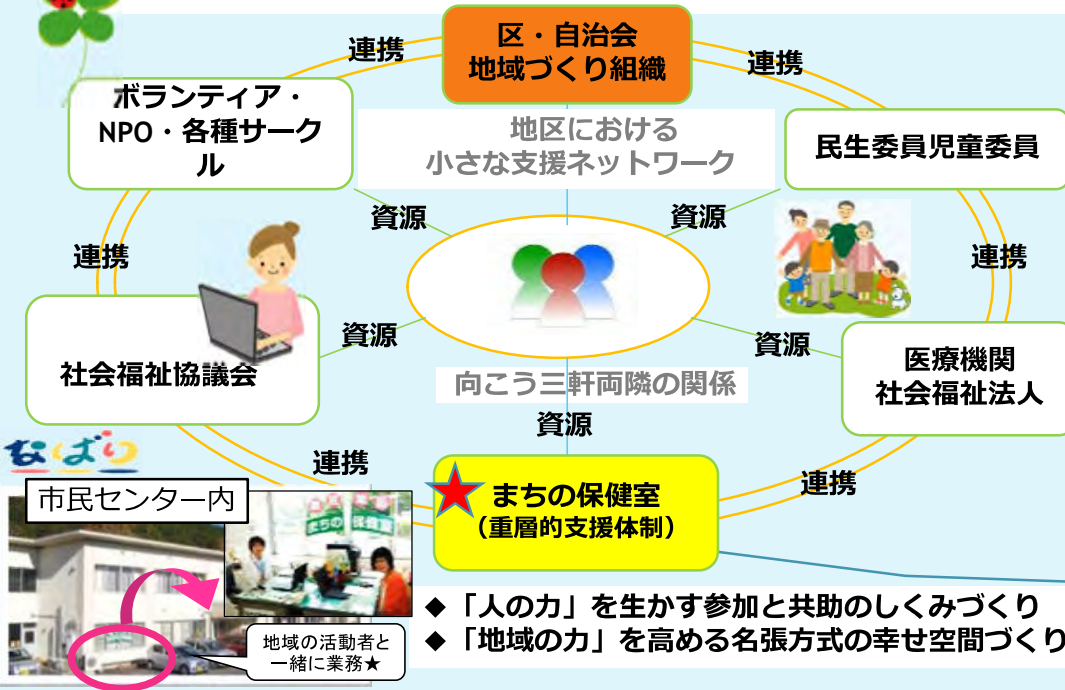 区・自治会
地域づくり組織
連携
連携
ボランティア・
NPO・各種サーク
ル
地区における
小さな支援ネットワーク
民生委員児童委員
資源
資源
連携
連携
社会福祉協議会
資源
資源
医療機関
社会福祉法人
向こう三軒両隣の関係
資源
なばり
連携
連携
市民センター内
まちの保健室
まちの保健室
(重層的支援体制)
地域の活動者と
一緒に業務★
◆「人の力」を生かす参加と共助のしくみづくり
◆「地域の力」を高める名張方式の幸せ空間づくり